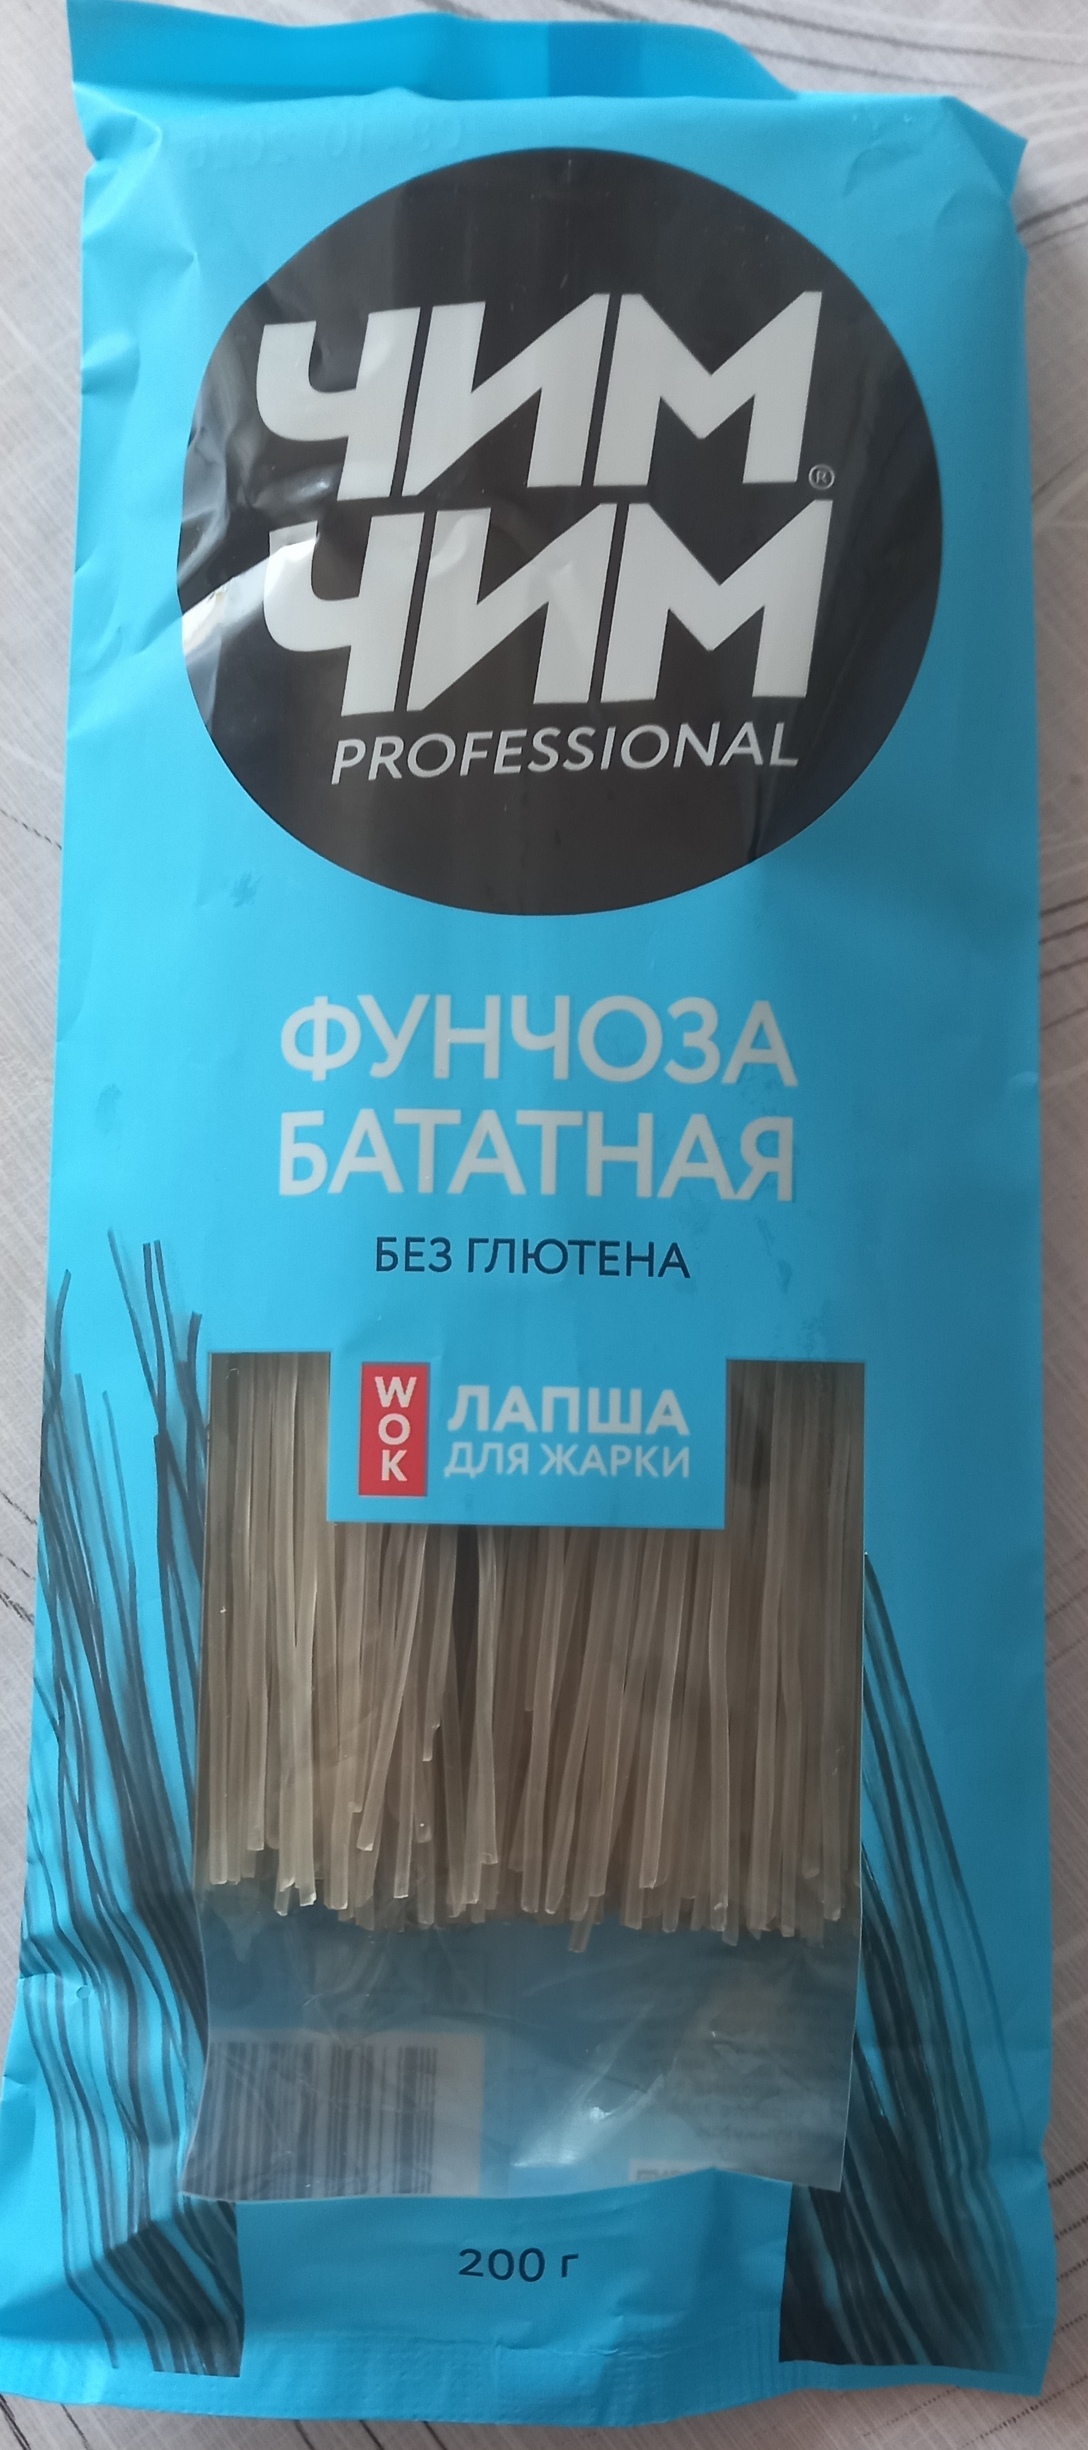 ЧИМ
ЧИМ®
PROFESSIONAL
ФУНЧОЗА
БАТАТНАЯ
БЕЗ ГЛЮТЕНА
WOK
ЛАПША
ДЛЯ ЖАРКИ
200 г